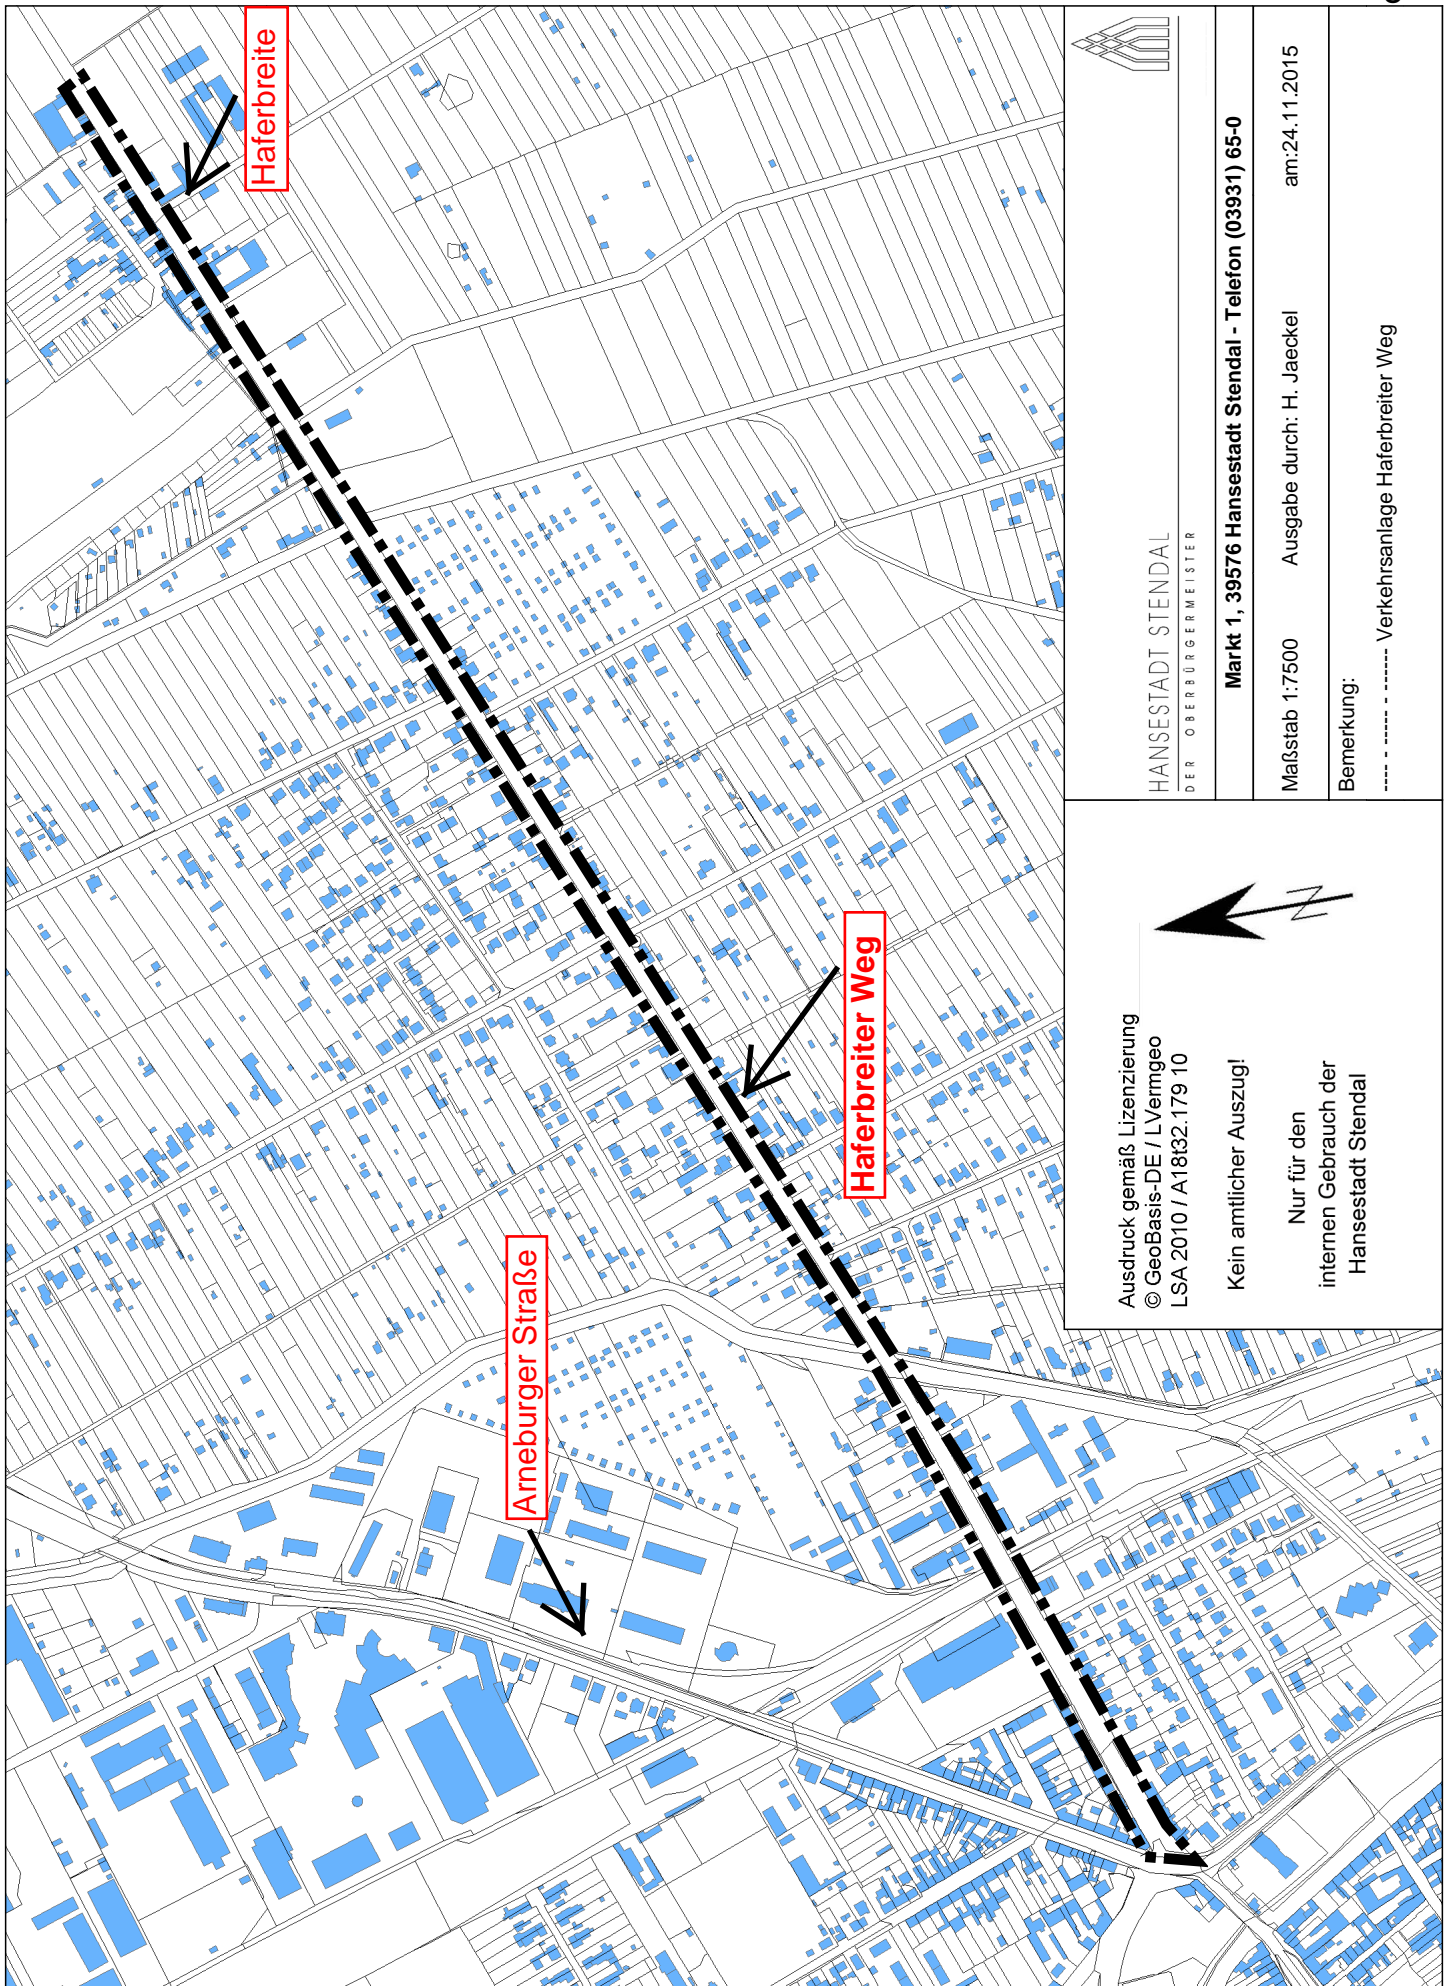 Haferbreite
Haferbreiter Weg
Arneburger Straße
Ausdruck gemäß Lizenzierung
© GeoBasis-DE / LVermgeo
LSA 2010 / A18t32.179 10
Kein amtlicher Auszug!
Nur für den
internen Gebrauch der
Hansestadt Stendal
N
HANSESTADT STENDAL
DER OBERBÜRGERMEISTER
Markt 1, 39576 Hansestadt Stendal - Telefon (03931) 65-0
Maßstab 1:7500 Ausgabe durch: H. Jaeckel am:24.11.2015
Bemerkung:
---- - ------ - -------- Verkehrsanlage Haferbreiter Weg